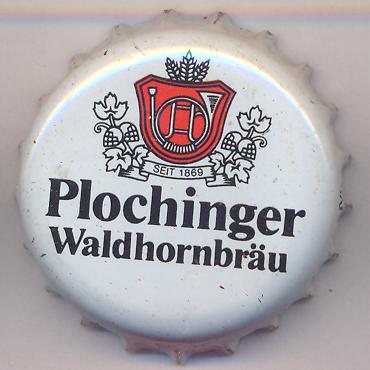 SEIT 1869
Plochinger
Waldhornbräu